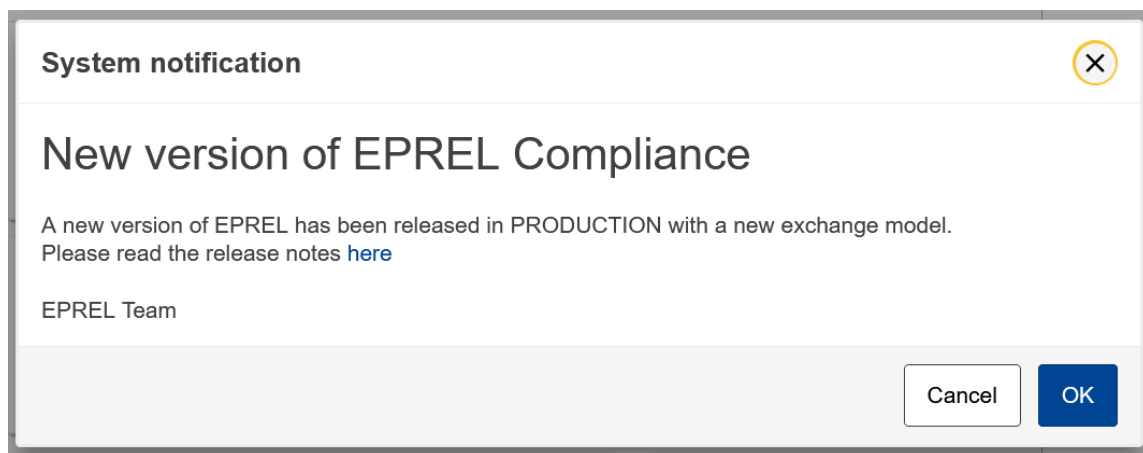 System notification
New version of EPREL Compliance
A new version of EPREL has been released in PRODUCTION with a new exchange model.
Please read the release notes here
EPREL Team
Cancel
OK